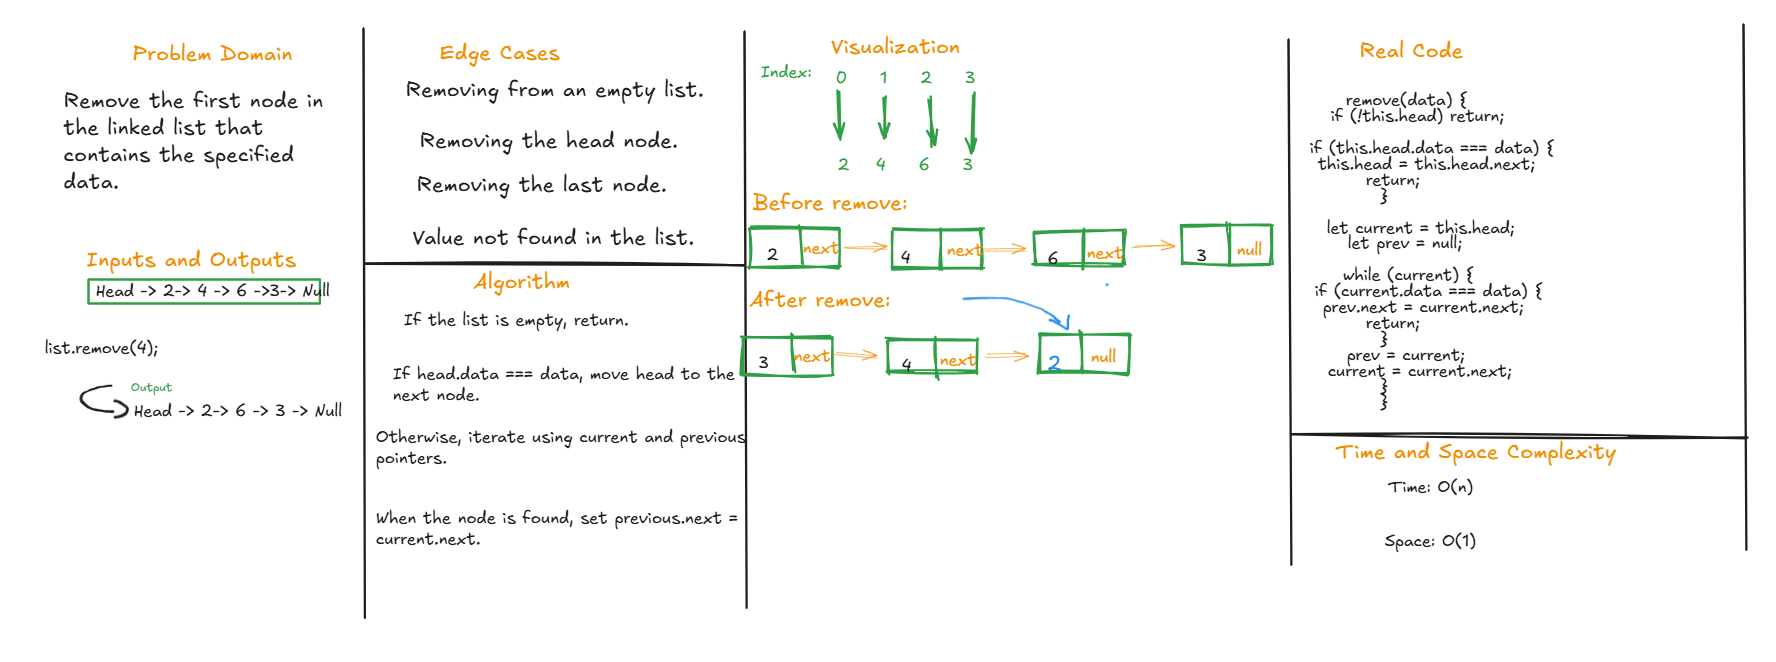 Problem Domain
Remove the first node in
the linked list that
contains the specified
data.
Inputs and Outputs
Head -> 2-> 4 -> 6 ->3-> Null
list.remove(4);
Output
Head -> 2-> 6 -> 3 -> Null
Edge Cases
Removing from an empty list.
Removing the head node.
Removing the last node.
Value not found in the list.
Algorithm
If the list is empty, return.
If head.data === data, move head to the
next node.
Otherwise, iterate using current and previous
pointers.
When the node is found, set previous.next =
current.next.
Visualization
Index: 0 1 2 3
2 4 6 3
Before remove:
2 next 4 next 6 next 3 null
After remove:
3 next 4 next 2 null
Real Code
remove(data) {
if (!this.head) return;
if (this.head.data === data) {
this.head = this.head.next;
return;
}
let current = this.head;
let prev = null;
while (current) {
if (current.data === data) {
prev.next = current.next;
return;
}
prev = current;
current = current.next;
}
}
Time and Space Complexity
Time: O(n)
Space: O(1)